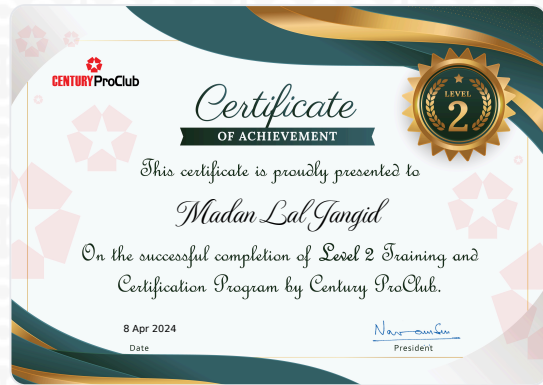 CENTURY ProClub
Certificate
OF ACHIEVEMENT
LEVEL
2
This certificate is proudly presented to
Madan Lal Jangid
On the successful completion of Level 2 Training and
Certification Program by Century ProClub.
8 Apr 2024
Date
President